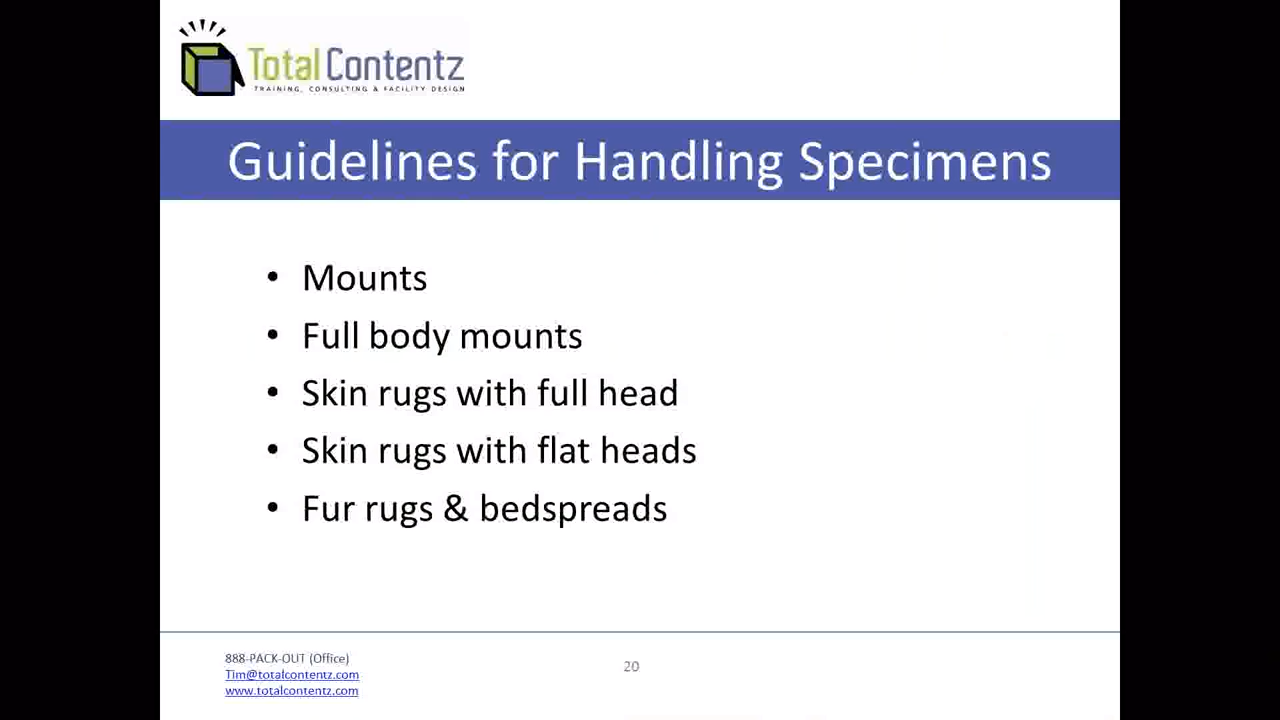 Total Contentz
TRAINING, CONSULTING & FACILITY DESIGN
Guidelines for Handling Specimens
• Mounts
• Full body mounts
• Skin rugs with full head
• Skin rugs with flat heads
• Fur rugs & bedspreads
888-PACK-OUT (Office)
Tim@totalcontentz.com
www.totalcontentz.com
20